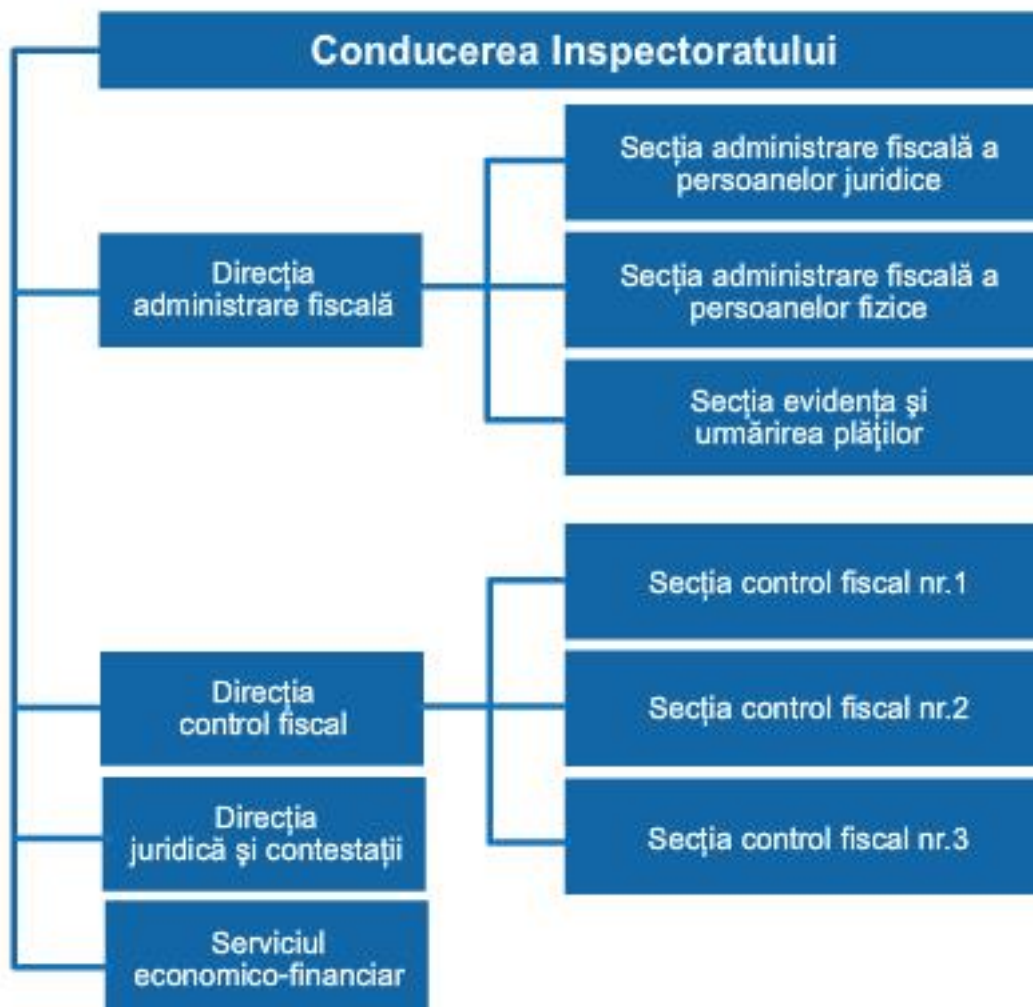 Conducerea Inspectoratului
Direcția
administrare fiscală
Secția administrare fiscală a
persoanelor juridice
Secția administrare fiscală a
persoanelor fizice
Secția evidența şi
urmărirea plăților
Direcția
control fiscal
Secția control fiscal nr.1
Secția control fiscal nr.2
Secția control fiscal nr.3
Direcția
juridică şi contestații
Serviciul
economico-financiar